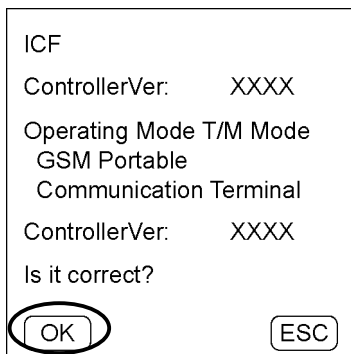 ICF
ControllerVer: XXXX
Operating Mode T/M Mode
GSM Portable
Communication Terminal
ControllerVer: XXXX
Is it correct?
OK ESC